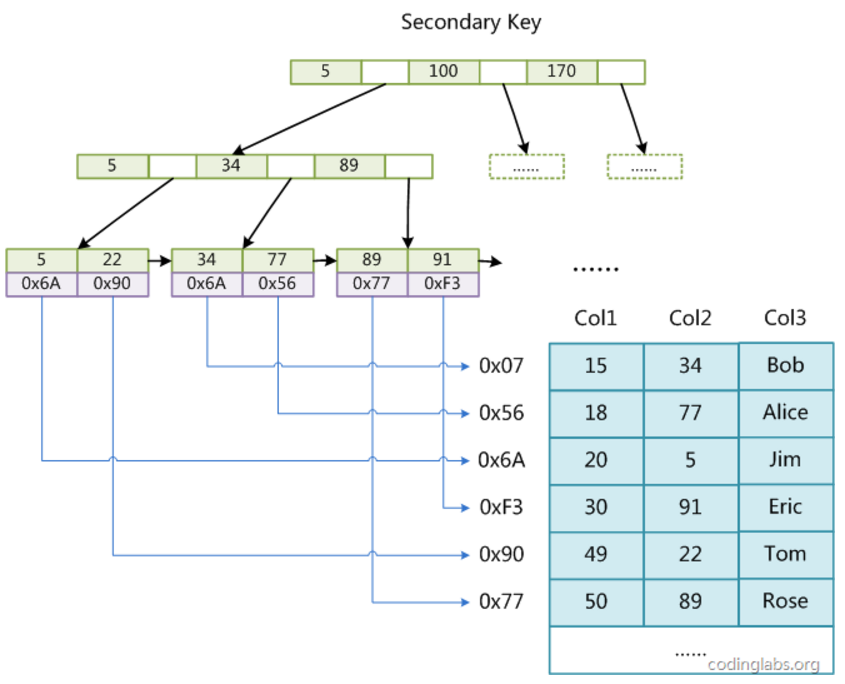 Secondary Key
5 100 170
5 34 89 ...... ......
5 22 34 77 89 91
0x6A 0x90 0x6A 0x56 0x77 0xF3
......
Col1 Col2 Col3
0x07 15 34 Bob
0x56 18 77 Alice
0x6A 20 5 Jim
0xF3 30 91 Eric
0x90 49 22 Tom
0x77 50 89 Rose
......
codinglabs.org